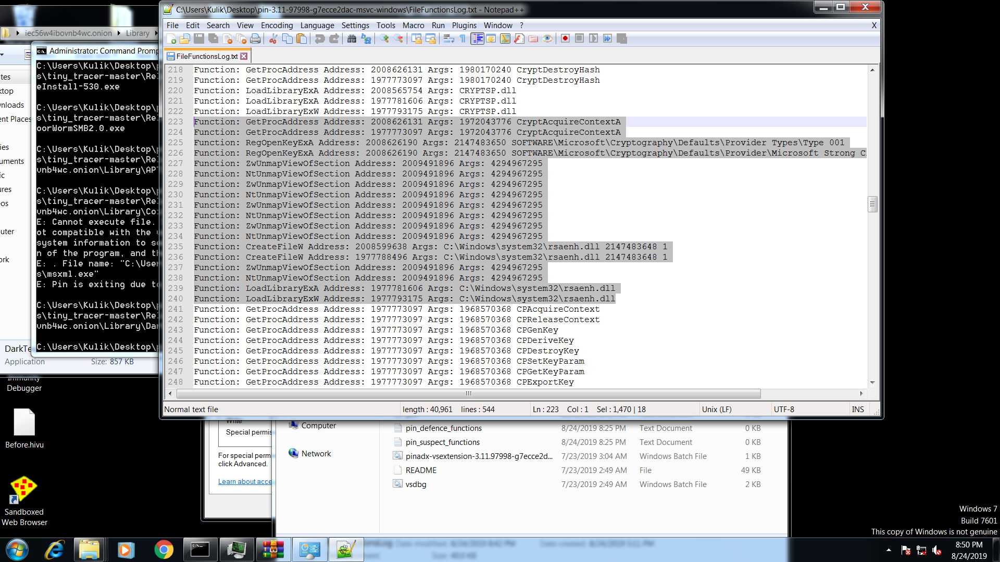 C:\Users\Kulik\Desktop\pin-3.11-97998-g7ecce2dac-msvc-windows\FileFunctionsLog.txt - Notepad++
File Edit Search View Encoding Language Settings Tools Macro Run Plugins Window ? X
FileFunctionsLog.txt
218 Function: GetProcAddress Address: 2008626131 Args: 1980170240 CryptDestroyHash
219 Function: GetProcAddress Address: 1977773097 Args: 1980170240 CryptDestroyHash
220 Function: LoadLibraryExA Address: 2008565754 Args: CRYPTSP.dll
221 Function: LoadLibraryExA Address: 1977781606 Args: CRYPTSP.dll
222 Function: LoadLibraryExW Address: 1977793175 Args: CRYPTSP.dll
223 Function: GetProcAddress Address: 2008626131 Args: 1972043776 CryptAcquireContextA
224 Function: GetProcAddress Address: 1977773097 Args: 1972043776 CryptAcquireContextA
225 Function: RegOpenKeyExA Address: 2008626190 Args: 2147483650 SOFTWARE\Microsoft\Cryptography\Defaults\Provider Types\Type 001
226 Function: RegOpenKeyExA Address: 2008626190 Args: 2147483650 SOFTWARE\Microsoft\Cryptography\Defaults\Provider\Microsoft Strong C
227 Function: ZwUnmapViewOfSection Address: 2009491896 Args: 4294967295
228 Function: NtUnmapViewOfSection Address: 2009491896 Args: 4294967295
229 Function: ZwUnmapViewOfSection Address: 2009491896 Args: 4294967295
230 Function: NtUnmapViewOfSection Address: 2009491896 Args: 4294967295
231 Function: ZwUnmapViewOfSection Address: 2009491896 Args: 4294967295
232 Function: NtUnmapViewOfSection Address: 2009491896 Args: 4294967295
233 Function: ZwUnmapViewOfSection Address: 2009491896 Args: 4294967295
234 Function: NtUnmapViewOfSection Address: 2009491896 Args: 4294967295
235 Function: CreateFileW Address: 2008599638 Args: C:\Windows\system32\rsaenh.dll 2147483648 1
236 Function: CreateFileW Address: 1977788496 Args: C:\Windows\system32\rsaenh.dll 2147483648 1
237 Function: ZwUnmapViewOfSection Address: 2009491896 Args: 4294967295
238 Function: NtUnmapViewOfSection Address: 2009491896 Args: 4294967295
239 Function: LoadLibraryExA Address: 1977781606 Args: C:\Windows\system32\rsaenh.dll
240 Function: LoadLibraryExW Address: 1977793175 Args: C:\Windows\system32\rsaenh.dll
241 Function: GetProcAddress Address: 1977773097 Args: 1968570368 CPAcquireContext
242 Function: GetProcAddress Address: 1977773097 Args: 1968570368 CPReleaseContext
243 Function: GetProcAddress Address: 1977773097 Args: 1968570368 CPGenKey
244 Function: GetProcAddress Address: 1977773097 Args: 1968570368 CPDeriveKey
245 Function: GetProcAddress Address: 1977773097 Args: 1968570368 CPDestroyKey
246 Function: GetProcAddress Address: 1977773097 Args: 1968570368 CPSetKeyParam
247 Function: GetProcAddress Address: 1977773097 Args: 1968570368 CPGetKeyParam
248 Function: GetProcAddress Address: 1977773097 Args: 1968570368 CPExportKey
Normal text file length : 40,961 lines : 544 Ln : 223 Col : 1 Sel : 1,470 | 18 Unix (LF) UTF-8 INS
iec56w4ibovnb4wc.onion Library
Administrator: Command Promp
C:\Users\Kulik\Desktop\p
s\tiny_tracer-master\Rel
eInstall-530.exe
C:\Users\Kulik\Desktop\p
s\tiny_tracer-master\Rel
oorWormSMB2.0.exe
C:\Users\Kulik\Desktop\p
s\tiny_tracer-master\Rel
vnb4wc.onion\Library\APT
C:\Users\Kulik\Desktop\p
s\tiny_tracer-master\Rel
vnb4wc.onion\Library\Co
E: Cannot execute file.
ot compatible with the v
system information to se
n of the program, and th
E: . File name: "C:\User
s\msxml.exe"
E: Pin is exiting due to
C:\Users\Kulik\Desktop\p
s\tiny_tracer-master\Rel
vnb4wc.onion\Library\Dar
C:\Users\Kulik\Desktop\p
tes
ktop
vnloads
ent Places
ies
uments
ic
ures
eos
uter
ork
DarkTe
Application Size: 857 KB
Immunity
Debugger
Before.hivu
Sandboxed
Web Browser
Write
Special permis
For special perm
click Advanced.
Learn about acce
Computer
Network
pin_defence_functions 8/24/2019 8:25 PM Text Document 0 KB
pin_suspect_functions 8/24/2019 8:25 PM Text Document 0 KB
pinadx-vsextension-3.11.97998-g7ecce2d... 7/23/2019 3:04 AM Windows Batch File 1 KB
README 7/23/2019 2:49 AM File 49 KB
vsdbg 7/23/2019 2:49 AM Windows Batch File 2 KB
Windows 7
Build 7601
This copy of Windows is not genuine
8:50 PM
8/24/2019